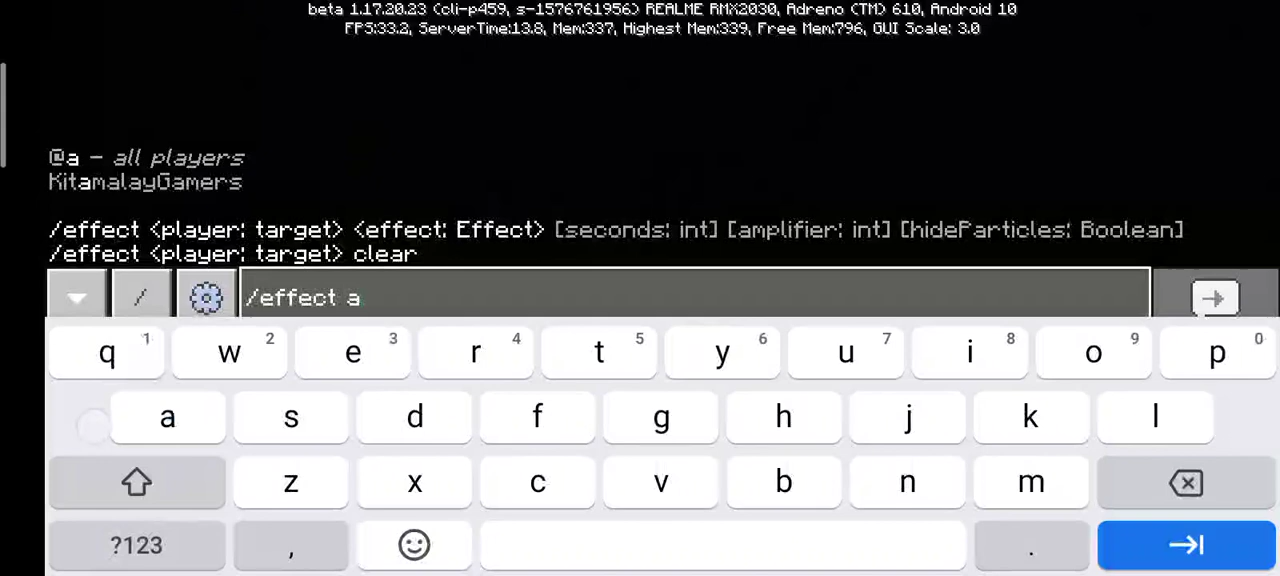 beta 1.17.20.23 (cli-p459, s-1576761956) REALME RMX2030, Adreno (TM) 610, Android 10
FPS:33.2, ServerTime:13.8, Mem:337, Highest Mem:339, Free Mem:796, GUI Scale: 3.0
@a - all players
KitamalayGamers
/effect <player: target> <effect: Effect> [seconds: int] [amplifier: int] [hideParticles: Boolean]
/effect <player: target> clear
/ /effect a
q 1 w 2 e 3 r 4 t 5 y 6 u 7 i 8 o 9 p 0
a s d f g h j k l
z x c v b n m
?123 , .